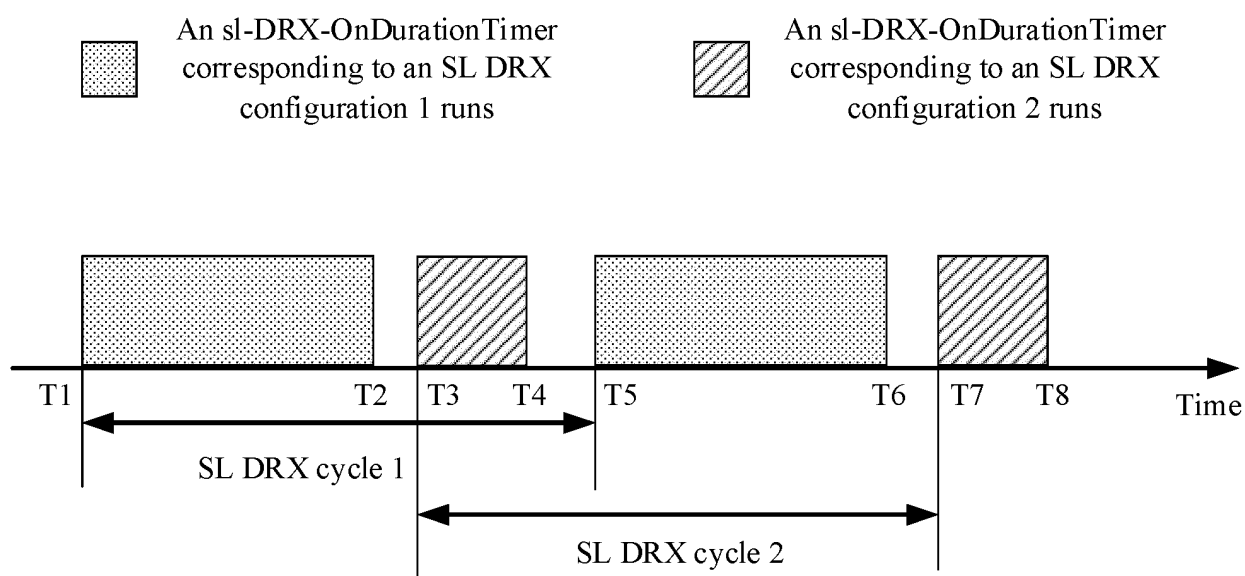 An sl-DRX-OnDurationTimer
corresponding to an SL DRX
configuration 1 runs
An sl-DRX-OnDurationTimer
corresponding to an SL DRX
configuration 2 runs
T1
T2
T3
T4
T5
T6
T7
T8
Time
SL DRX cycle 1
SL DRX cycle 2